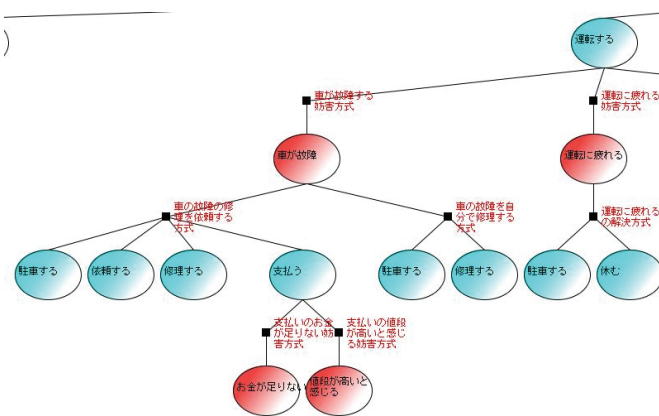 運転する
車が故障する
妨害方式
運転に疲れる
妨害方式
車が故障
運転に疲れる
車の故障の修
理を依頼する
方式
車の故障を自
分で修理する
方式
運転に疲れる
の解決方式
駐車する
依頼する
修理する
支払う
駐車する
修理する
駐車する
休む
支払いのお金
が足りない妨
害方式
支払いの値段
が高いと感じ
る妨害方式
お金が足りない
値段が高いと
感じる